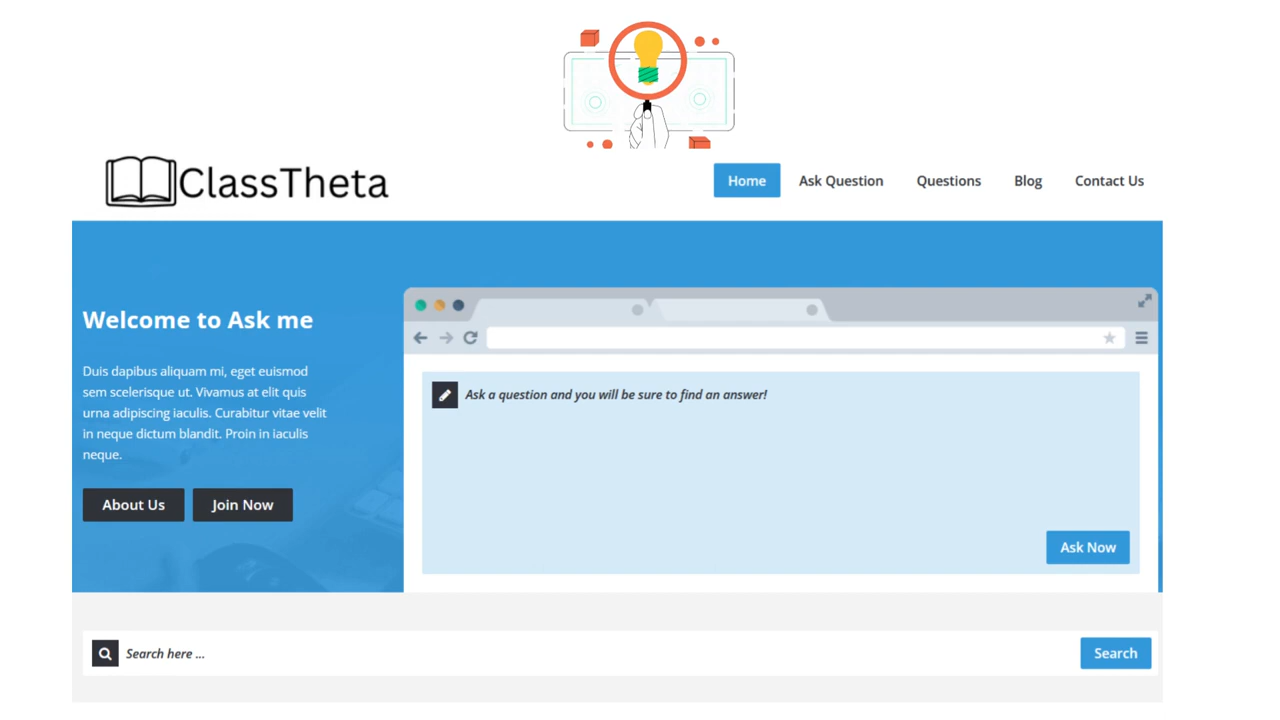 ClassTheta
Home Ask Question Questions Blog Contact Us
Welcome to Ask me
Duis dapibus aliquam mi, eget euismod
sem scelerisque ut. Vivamus at elit quis
urna adipiscing iaculis. Curabitur vitae velit
in neque dictum blandit. Proin in iaculis
neque.
About Us Join Now
Ask a question and you will be sure to find an answer!
Ask Now
Search here ...
Search